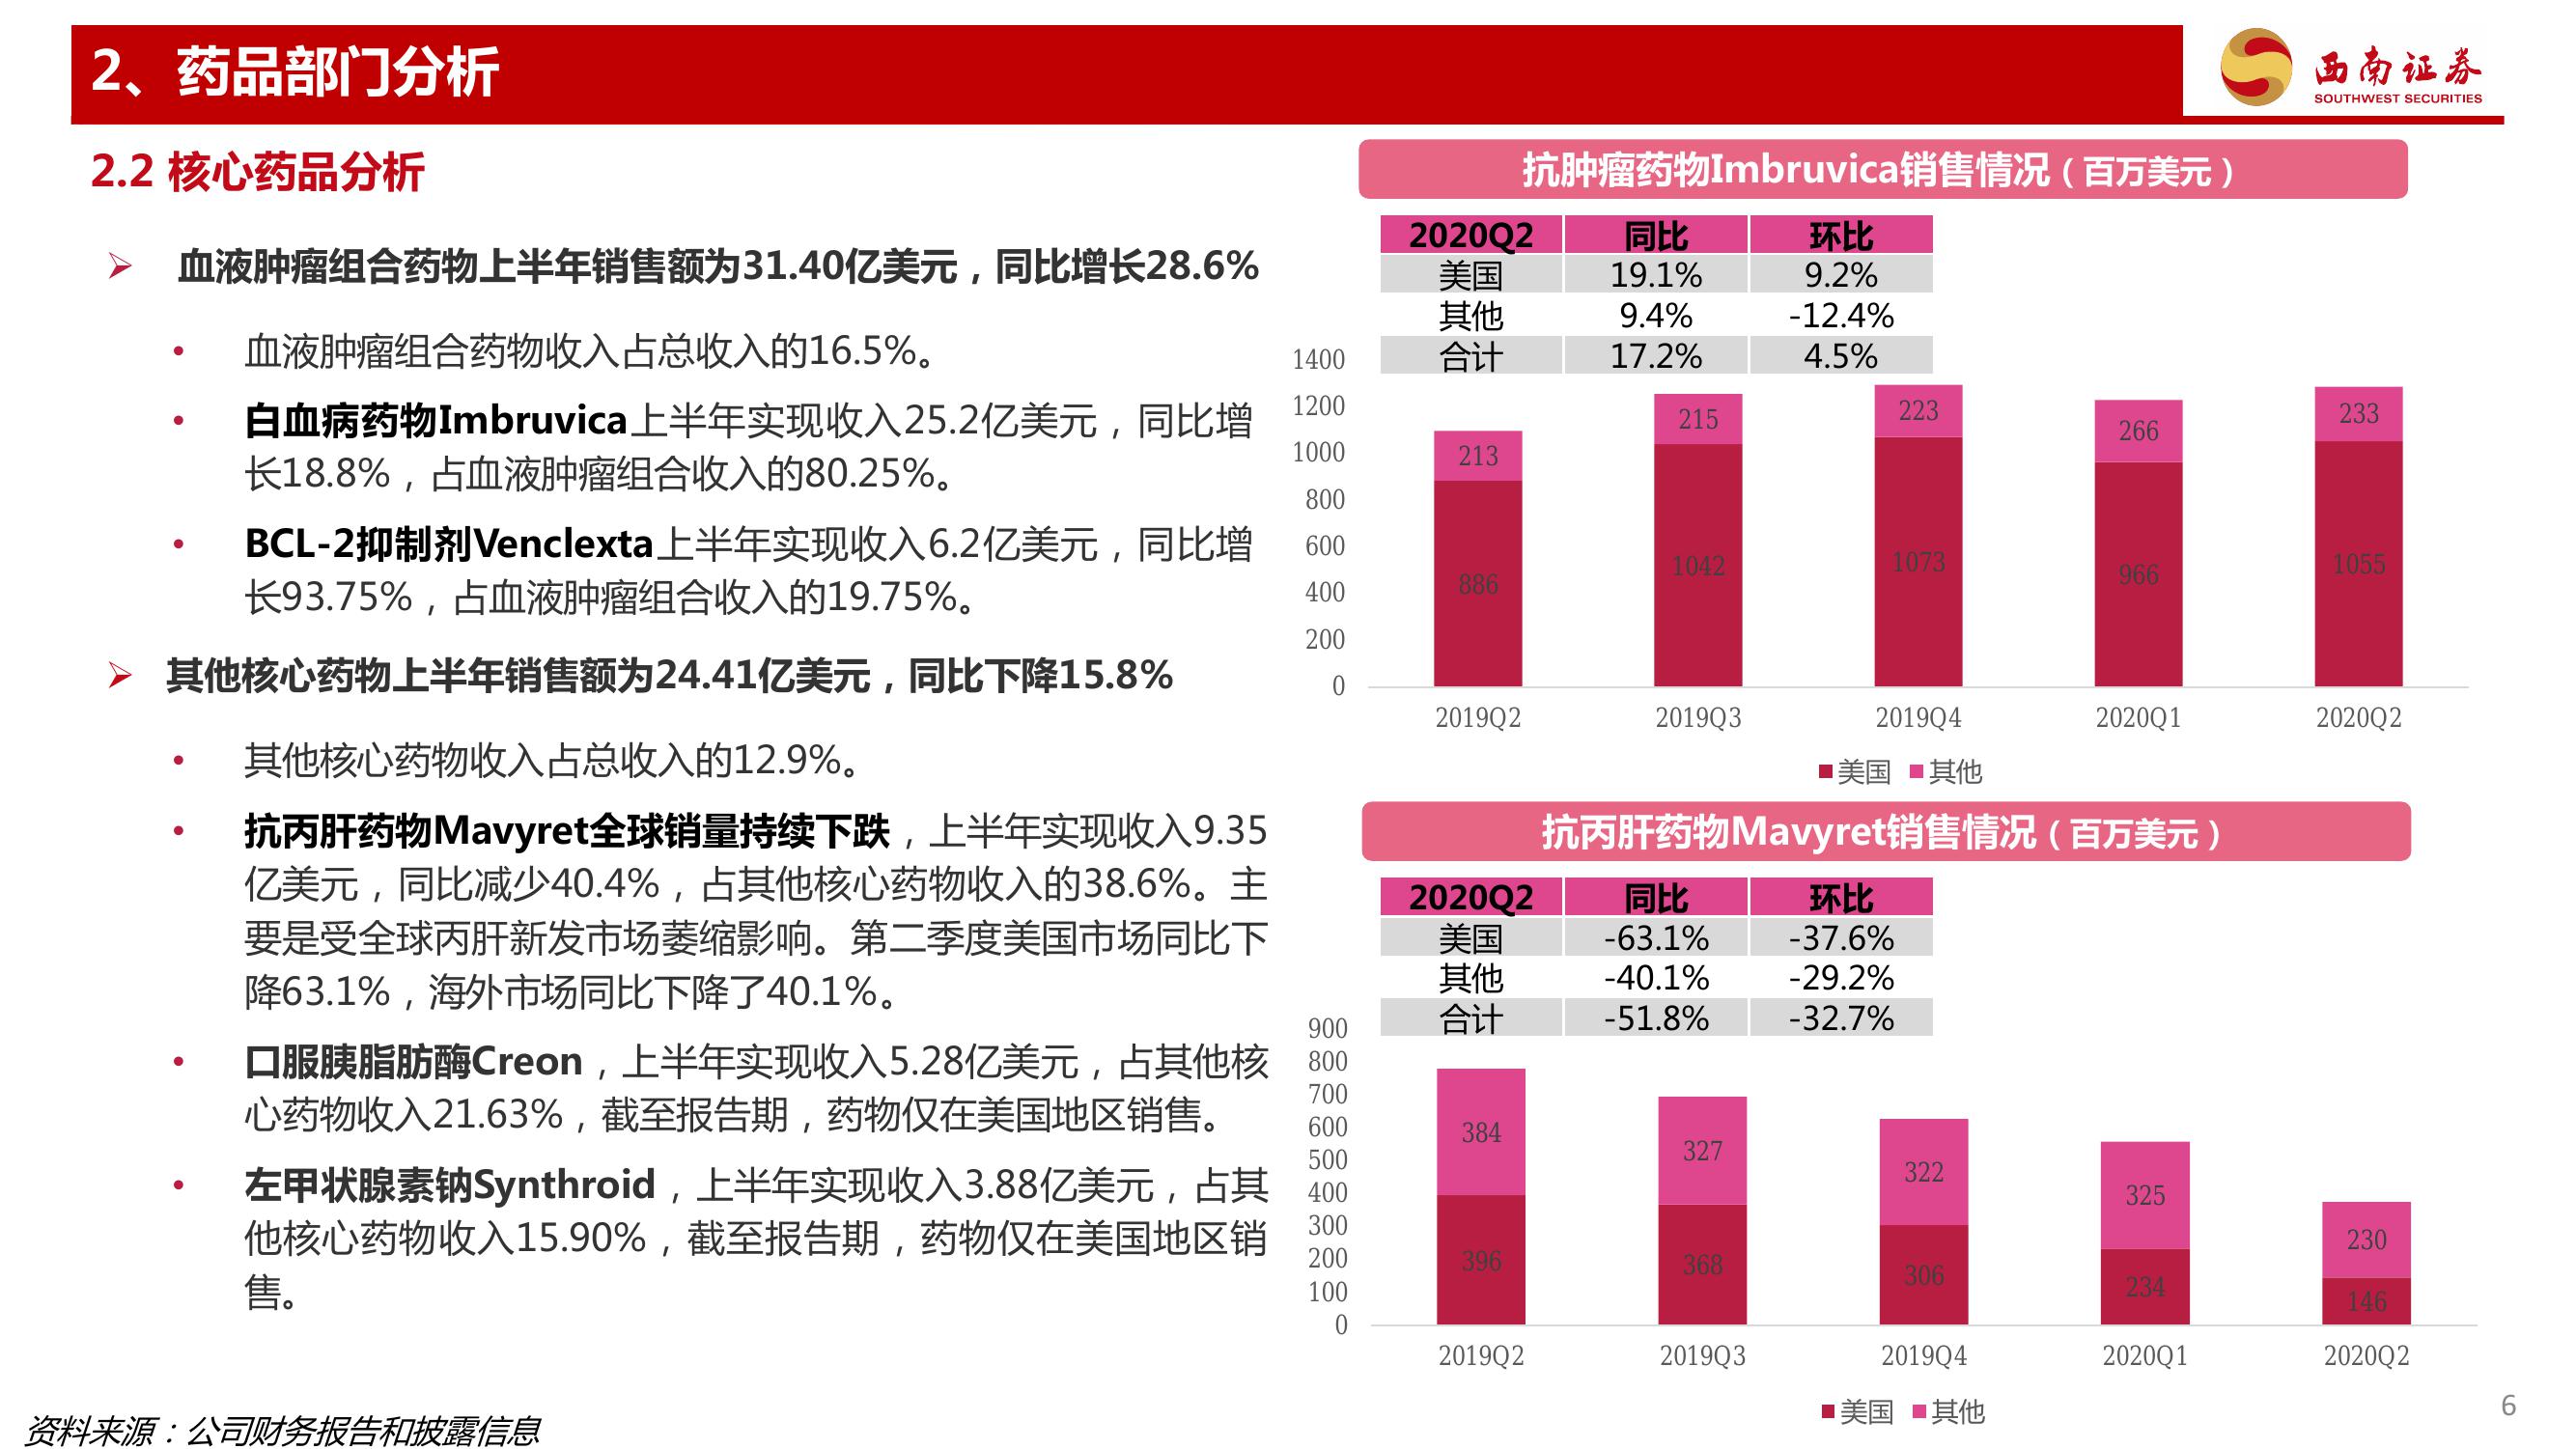 2、药品部门分析
西南证券
SOUTHWEST SECURITIES
2.2 核心药品分析
➢ 血液肿瘤组合药物上半年销售额为31.40亿美元，同比增长28.6%
• 血液肿瘤组合药物收入占总收入的16.5%。
• 白血病药物Imbruvica上半年实现收入25.2亿美元，同比增
长18.8%，占血液肿瘤组合收入的80.25%。
• BCL-2抑制剂Venclexta上半年实现收入6.2亿美元，同比增
长93.75%，占血液肿瘤组合收入的19.75%。
➢ 其他核心药物上半年销售额为24.41亿美元，同比下降15.8%
• 其他核心药物收入占总收入的12.9%。
• 抗丙肝药物Mavyret全球销量持续下跌，上半年实现收入9.35
亿美元，同比减少40.4%，占其他核心药物收入的38.6%。主
要是受全球丙肝新发市场萎缩影响。第二季度美国市场同比下
降63.1%，海外市场同比下降了40.1%。
• 口服胰脂肪酶Creon，上半年实现收入5.28亿美元，占其他核
心药物收入21.63%，截至报告期，药物仅在美国地区销售。
• 左甲状腺素钠Synthroid，上半年实现收入3.88亿美元，占其
他核心药物收入15.90%，截至报告期，药物仅在美国地区销
售。
资料来源：公司财务报告和披露信息
抗肿瘤药物Imbruvica销售情况（百万美元）
2020Q2 同比 环比
美国 19.1% 9.2%
其他 9.4% -12.4%
合计 17.2% 4.5%
1400
1200
1000
800
600
400
200
0
213 215 223 266 233
886 1042 1073 966 1055
2019Q2 2019Q3 2019Q4 2020Q1 2020Q2
美国 其他
抗丙肝药物Mavyret销售情况（百万美元）
2020Q2 同比 环比
美国 -63.1% -37.6%
其他 -40.1% -29.2%
合计 -51.8% -32.7%
900
800
700
600
500
400
300
200
100
0
384 327 322 325 230
396 368 306 234 146
2019Q2 2019Q3 2019Q4 2020Q1 2020Q2
美国 其他
6